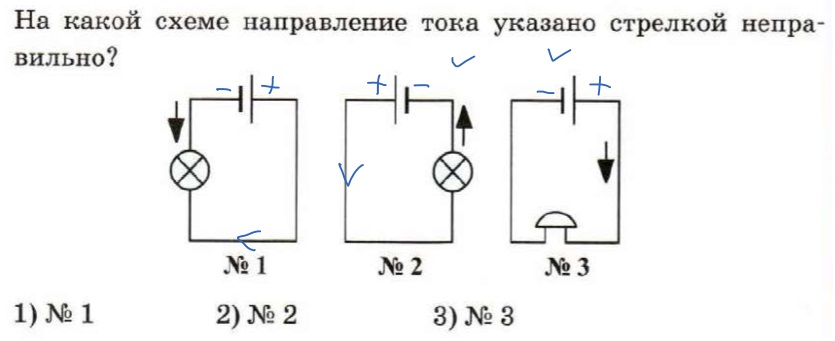 На какой схеме направление тока указано стрелкой непра-
вильно?
− + + − − +
№ 1 № 2 № 3
1) № 1 2) № 2 3) № 3